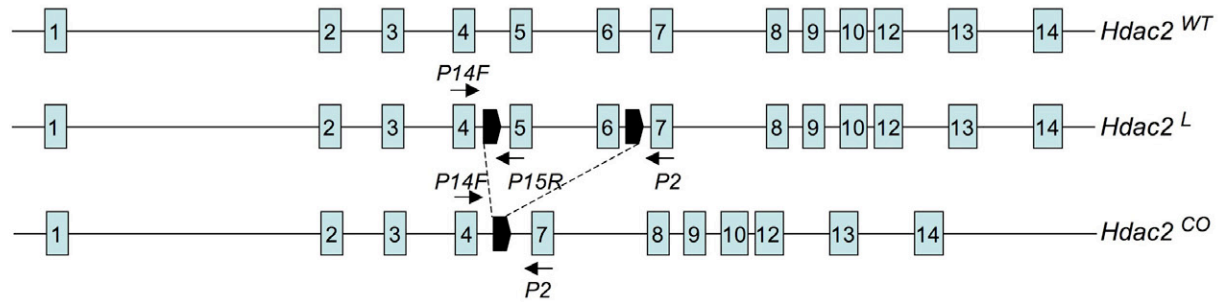 1 2 3 4 5 6 7 8 9 10 12 13 14 Hdac2 WT
P14F
1 2 3 4 5 6 7 8 9 10 12 13 14 Hdac2 L
P14F P15R P2
1 2 3 4 7 8 9 10 12 13 14 Hdac2 CO
P2